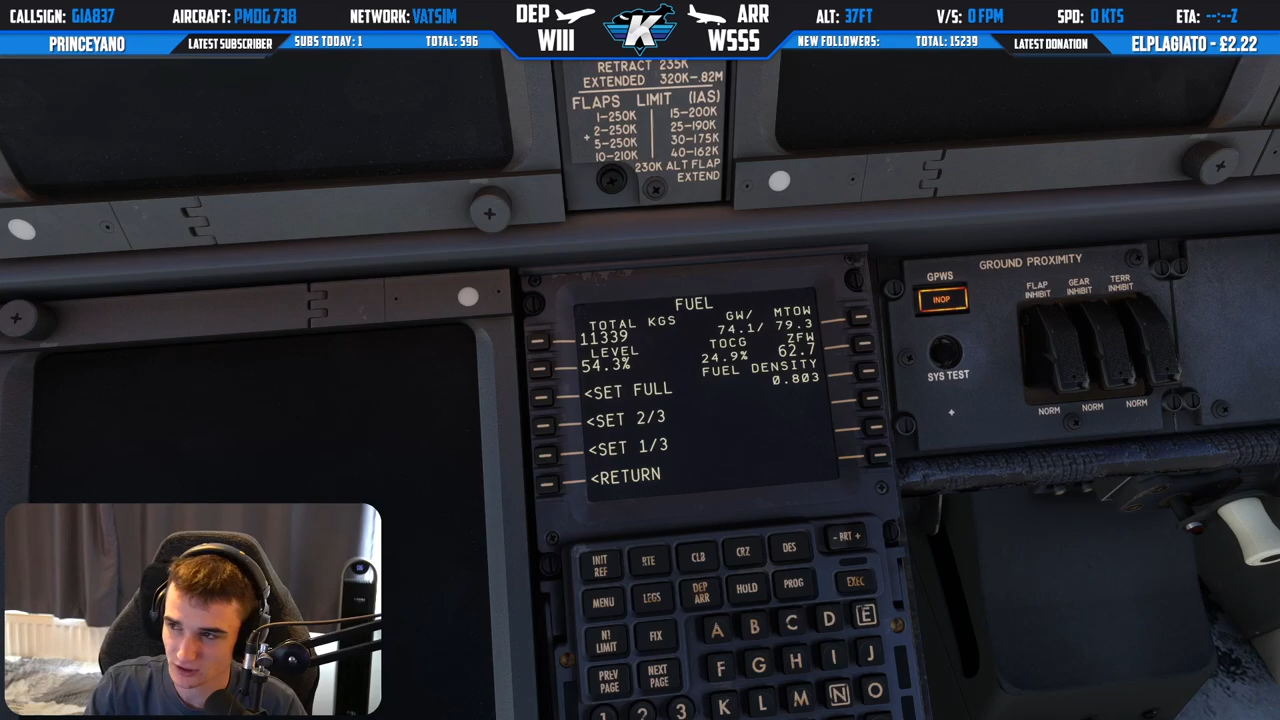 CALLSIGN: GIA837
AIRCRAFT: PMDG 738
NETWORK: VATSIM
DEP
WIII
K
ARR
WSSS
ALT: 37FT
V/S: 0 FPM
SPD: 0 KTS
ETA: --:--Z
PRINCEYANO
LATEST SUBSCRIBER
SUBS TODAY: 1
TOTAL: 596
NEW FOLLOWERS:
TOTAL: 15239
LATEST DONATION
ELPLAGIATO - £2.22
RETRACT 235K
EXTENDED 320K-.82M
FLAPS LIMIT (IAS)
1-250K 15-200K
2-250K 25-190K
5-250K 30-175K
10-210K 40-162K
230K ALT FLAP
EXTEND
FUEL
TOTAL KGS GW/ MTOW
11339 74.1/ 79.3
LEVEL TOCG ZFW
54.3% 24.9% 62.7
FUEL DENSITY
0.803
<SET FULL
<SET 2/3
<SET 1/3
<RETURN
GROUND PROXIMITY
GPWS
INOP
SYS TEST
FLAP INHIBIT
GEAR INHIBIT
TERR INHIBIT
NORM NORM NORM
INIT REF RTE CLB CRZ DES - BRT +
MENU LEGS DEP ARR HOLD PROG EXEC
N1 LIMIT FIX A B C D E
PREV PAGE NEXT PAGE F G H I J
1 2 3 K L M N O